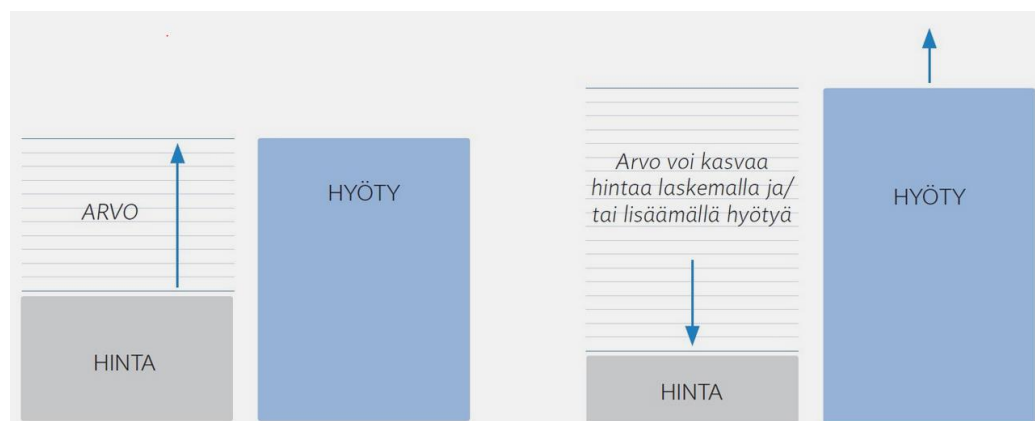 ARVO
HINTA
HYÖTY
Arvo voi kasvaa
hintaa laskemalla ja/
tai lisäämällä hyötyä
HINTA
HYÖTY